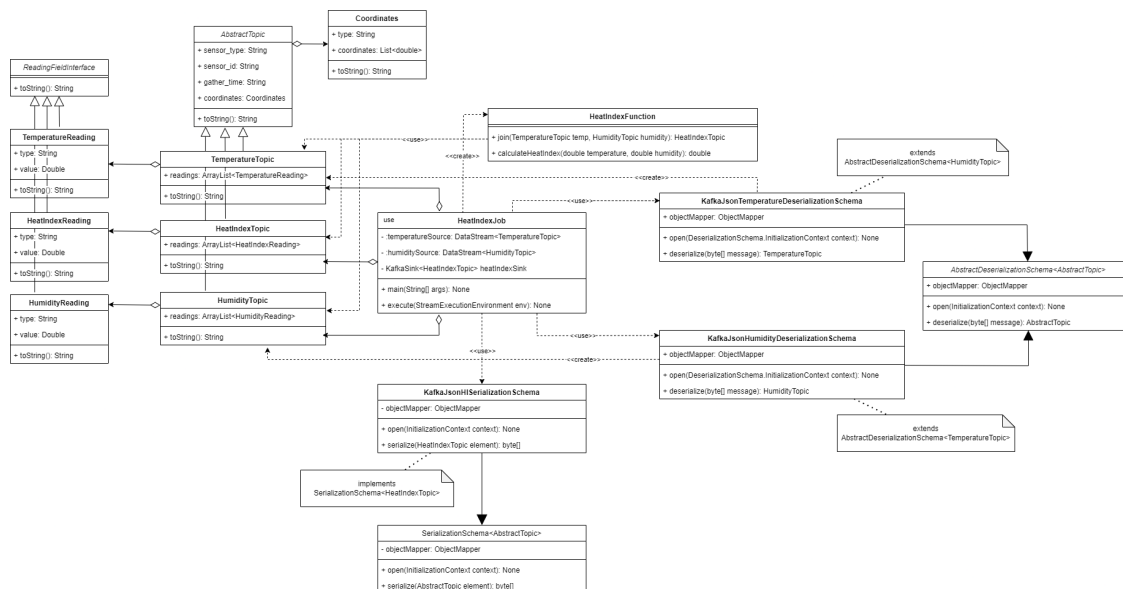 Coordinates
+ type: String
+ coordinates: List<double>
+ toString(): String
AbstractTopic
+ sensor_type: String
+ sensor_id: String
+ gather_time: String
+ coordinates: Coordinates
+ toString(): String
ReadingFieldInterface
+ toString(): String
TemperatureReading
+ type: String
+ value: Double
+ toString(): String
HeatIndexReading
+ type: String
+ value: Double
+ toString(): String
HumidityReading
+ type: String
+ value: Double
+ toString(): String
TemperatureTopic
+ readings: ArrayList<TemperatureReading>
+ toString(): String
HeatIndexTopic
+ readings: ArrayList<HeatIndexReading>
+ toString(): String
HumidityTopic
+ readings: ArrayList<HumidityReading>
+ toString(): String
HeatIndexFunction
+ join(TemperatureTopic temp, HumidityTopic humidity): HeatIndexTopic
+ calculateHeatIndex(double temperature, double humidity): double
<<use>>
<<create>>
<<create>>
use
HeatIndexJob
- :temperatureSource: DataStream<TemperatureTopic>
- :humiditySource: DataStream<HumidityTopic>
- KafkaSink<HeatIndexTopic> heatIndexSink
+ main(String[] args): None
+ execute(StreamExecutionEnvironment env): None
<<use>>
<<use>>
<<use>>
<<create>>
extends
AbstractDeserializationSchema<HumidityTopic>
KafkaJsonTemperatureDeserializationSchema
+ objectMapper: ObjectMapper
+ open(DeserializationSchema.InitializationContext context): None
+ deserialize(byte[] message): TemperatureTopic
AbstractDeserializationSchema<AbstractTopic>
+ objectMapper: ObjectMapper
+ open(InitializationContext context): None
+ deserialize(byte[] message): AbstractTopic
KafkaJsonHumidityDeserializationSchema
+ objectMapper: ObjectMapper
+ open(DeserializationSchema.InitializationContext context): None
+ deserialize(byte[] message): HumidityTopic
extends
AbstractDeserializationSchema<TemperatureTopic>
KafkaJsonHISerializationSchema
- objectMapper: ObjectMapper
+ open(InitializationContext context): None
+ serialize(HeatIndexTopic element): byte[]
implements
SerializationSchema<HeatIndexTopic>
SerializationSchema<AbstractTopic>
- objectMapper: ObjectMapper
+ open(InitializationContext context): None
+ serialize(AbstractTopic element): byte[]